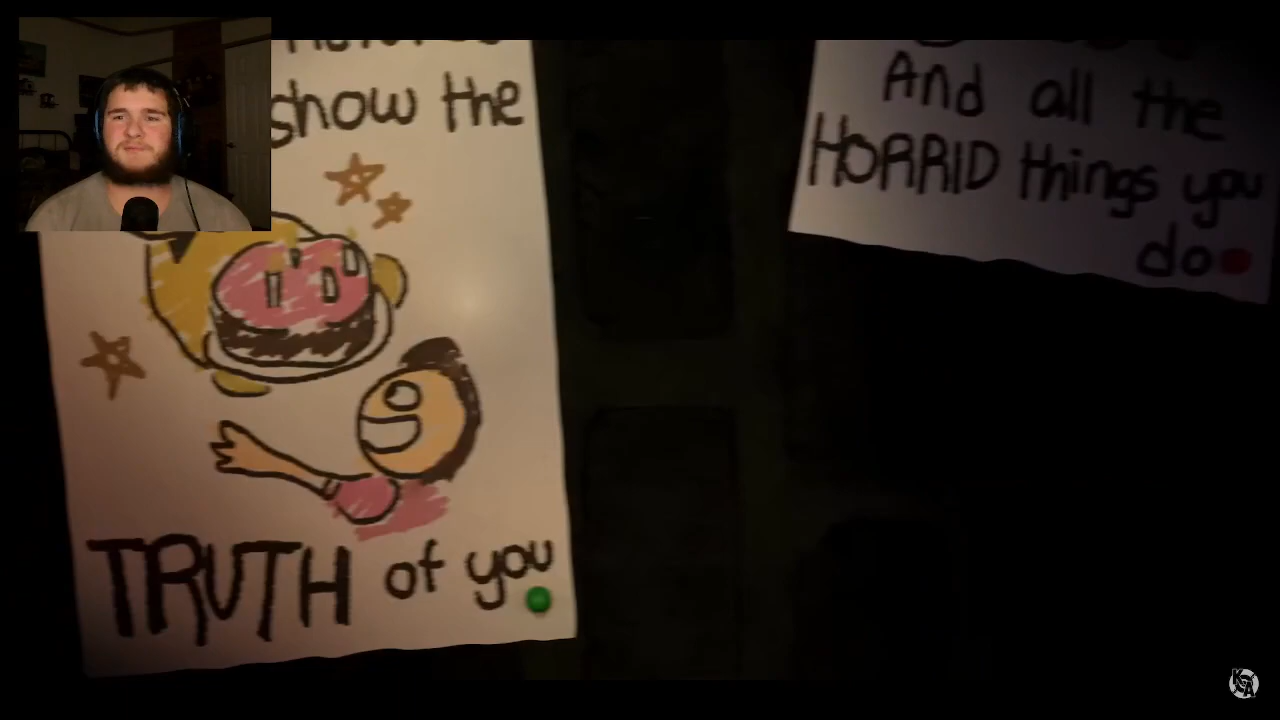 show the
TRUTH of you
And all the
HORRID things you
do